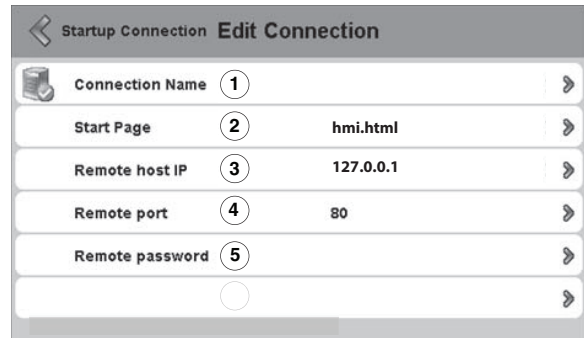 Startup Connection Edit Connection
Connection Name 1
Start Page 2 hmi.html
Remote host IP 3 127.0.0.1
Remote port 4 80
Remote password 5